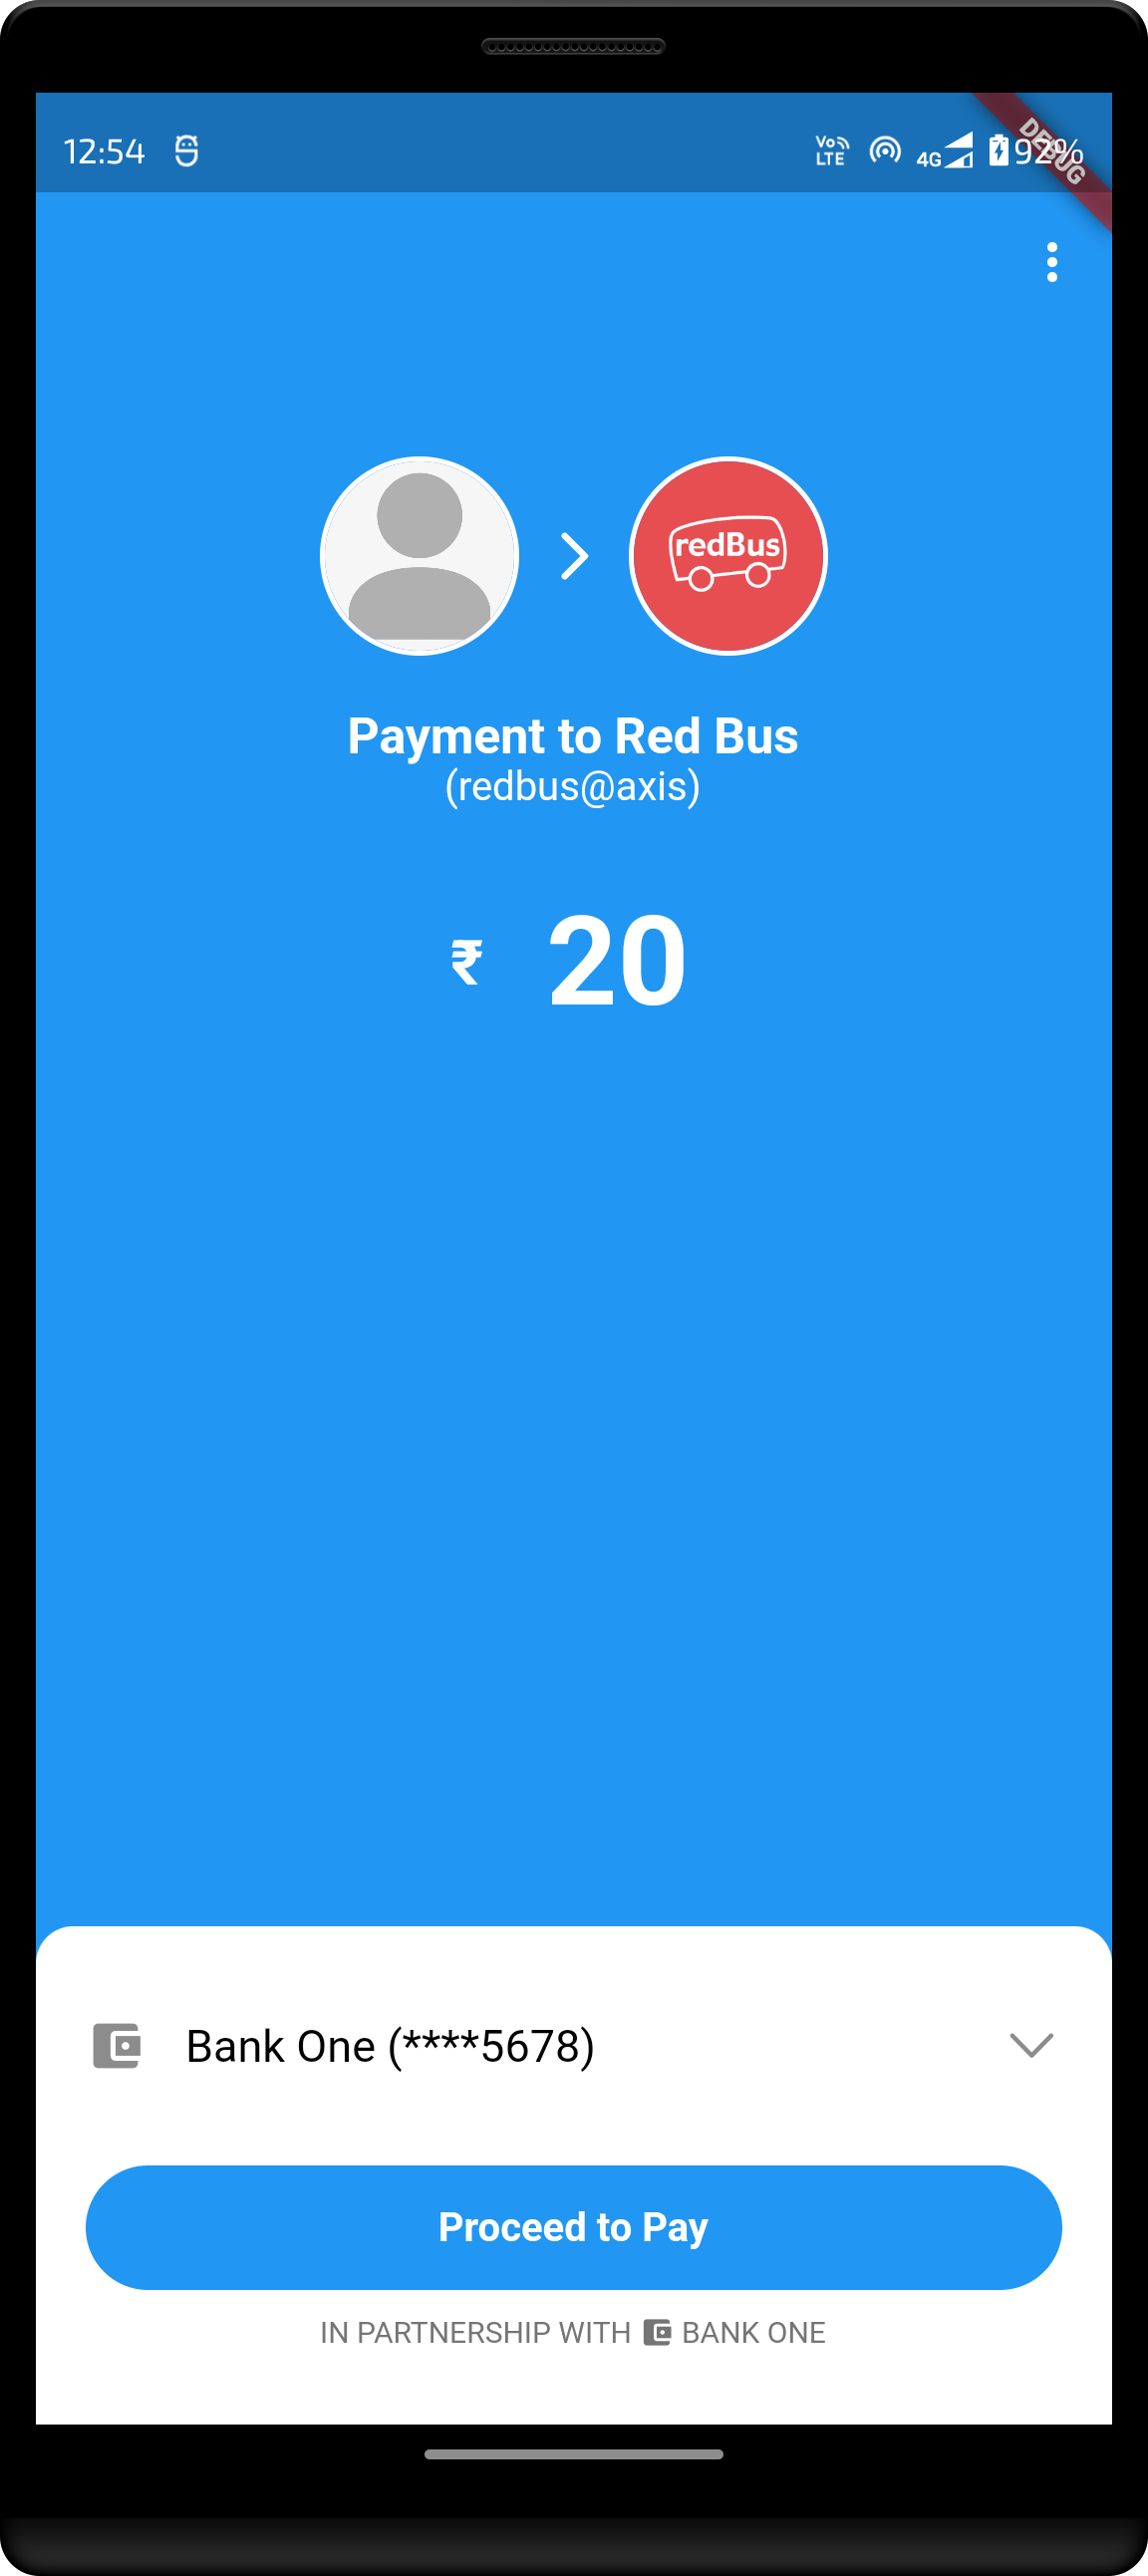 12:54
Vo LTE 4G 92%
DEBUG
redBus
Payment to Red Bus
(redbus@axis)
₹ 20
Bank One (****5678)
Proceed to Pay
IN PARTNERSHIP WITH BANK ONE